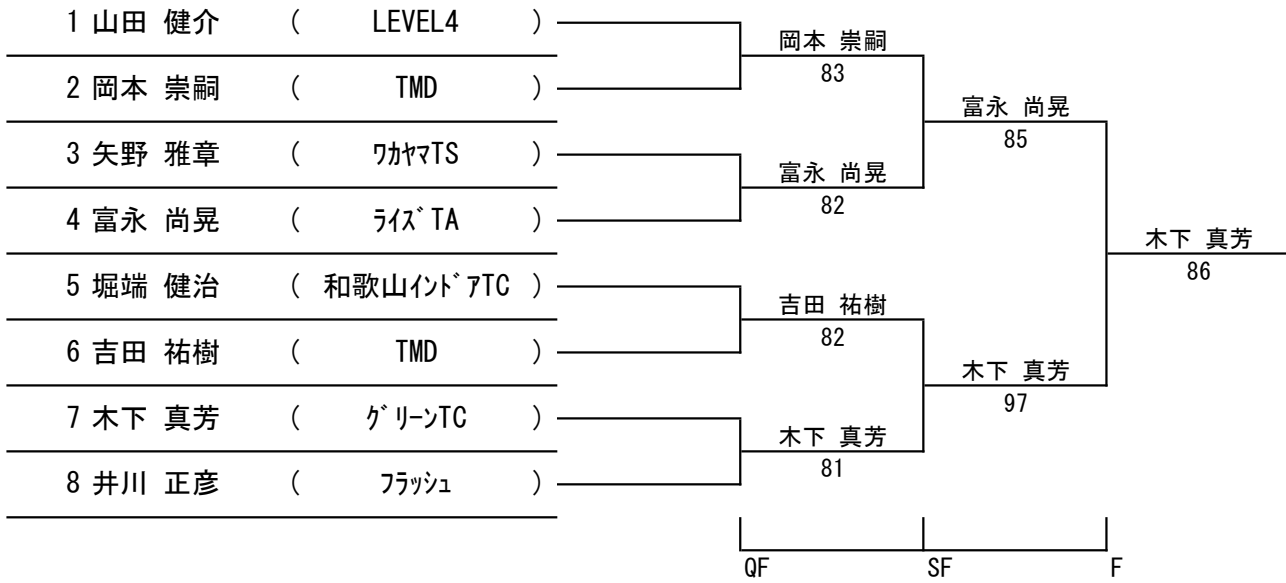 1 山田 健介 ( LEVEL4 )
岡本 崇嗣
83
2 岡本 崇嗣 ( TMD )
富永 尚晃
85
3 矢野 雅章 ( ﾜｶﾔﾏTS )
富永 尚晃
82
4 富永 尚晃 ( ﾗｲｽﾞTA )
木下 真芳
86
5 堀端 健治 ( 和歌山ｲﾝﾄﾞｱTC )
吉田 祐樹
82
6 吉田 祐樹 ( TMD )
木下 真芳
97
7 木下 真芳 ( ｸﾞﾘｰﾝTC )
木下 真芳
81
8 井川 正彦 ( ﾌﾗｯｼｭ )
QF SF F